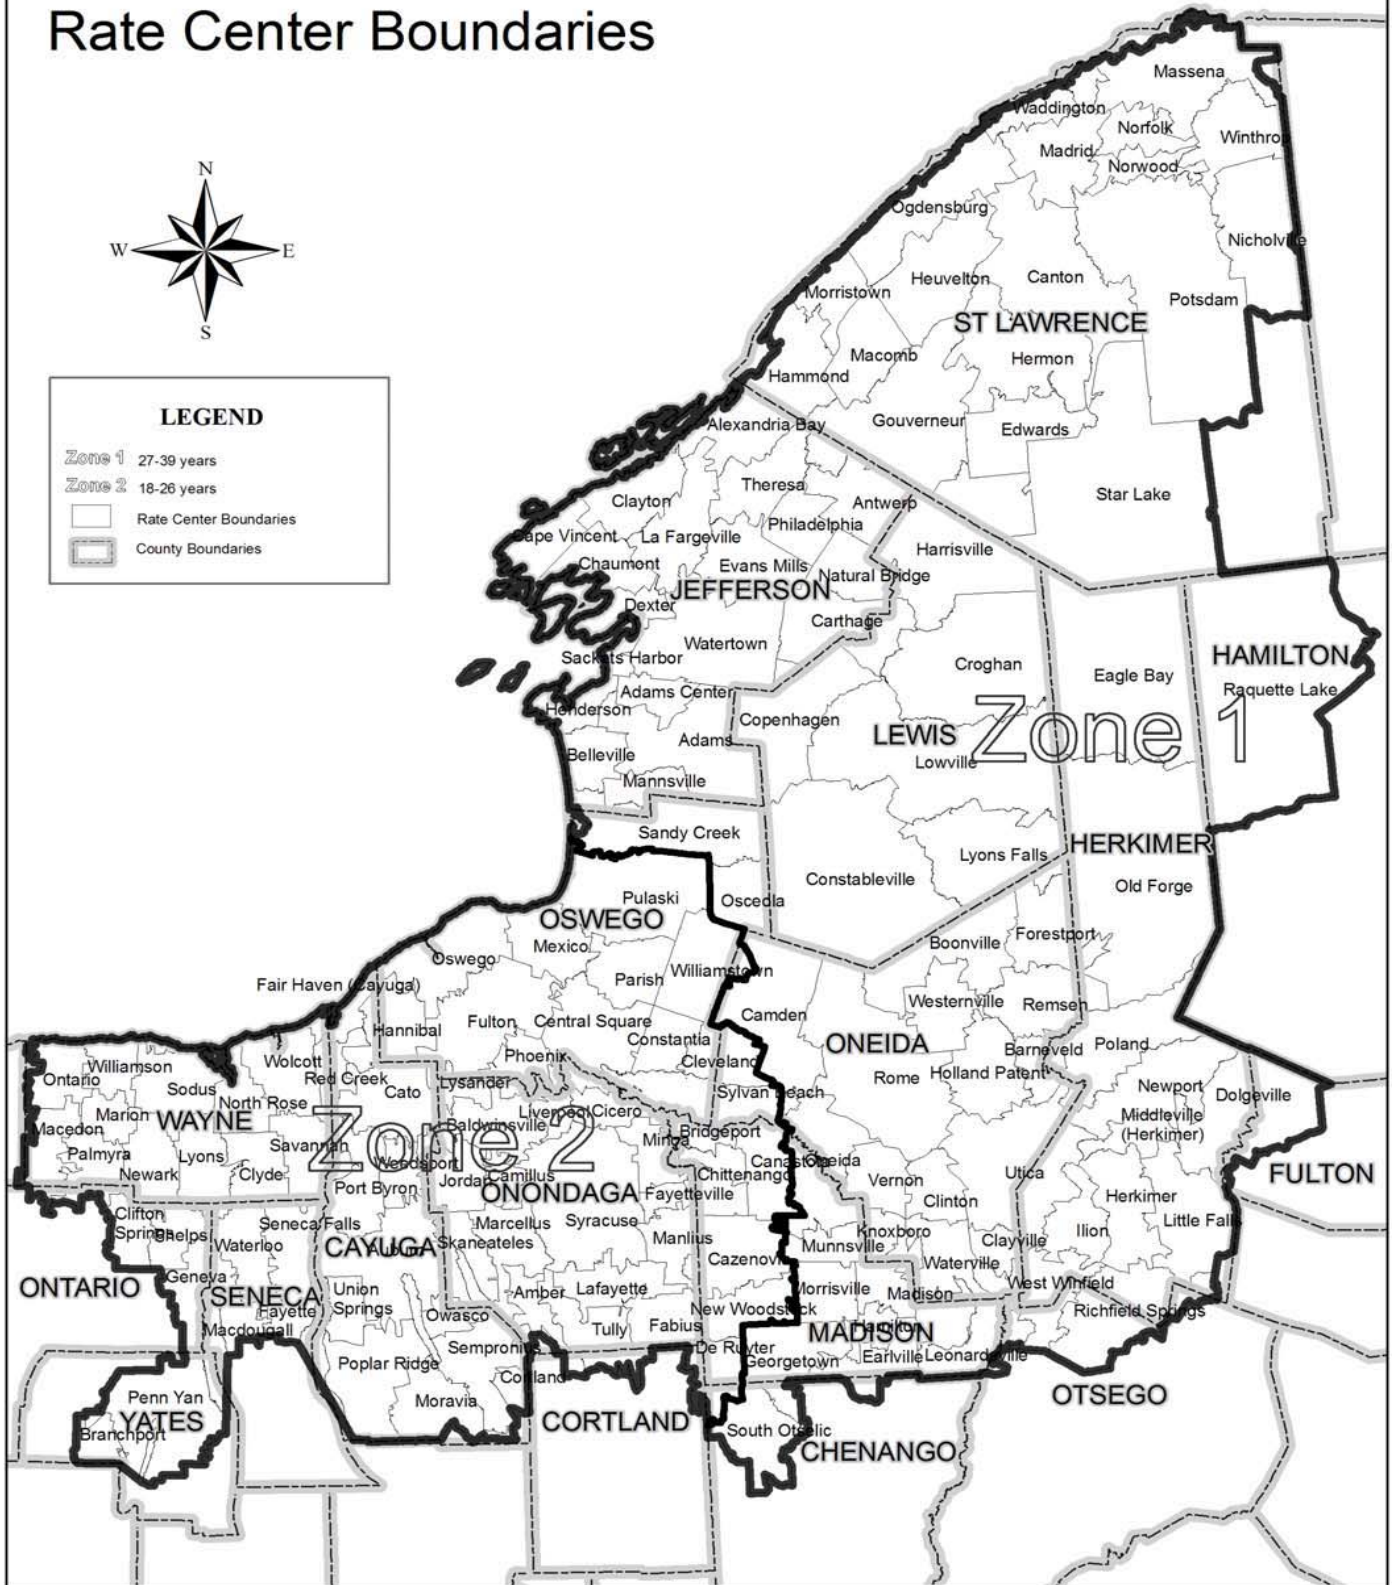 Rate Center Boundaries
N
W
E
S
LEGEND
Zone 1 27-39 years
Zone 2 18-26 years
Rate Center Boundaries
County Boundaries
Massena
Waddington
Norfolk
Winthrop
Madrid
Norwood
Ogdensburg
Nicholville
Heuvelton
Canton
Morristown
Potsdam
ST LAWRENCE
Macomb
Hermon
Hammond
Gouverneur
Edwards
Alexandria Bay
Theresa
Star Lake
Clayton
Antwerp
Philadelphia
Cape Vincent
La Fargeville
Harrisville
Chaumont
Evans Mills
Natural Bridge
JEFFERSON
Dexter
Carthage
Watertown
HAMILTON
Sackets Harbor
Croghan
Eagle Bay
Raquette Lake
Adams Center
Henderson
Copenhagen
LEWIS
Zone 1
Adams
Belleville
Lowville
Mannsville
Sandy Creek
HERKIMER
Lyons Falls
Constableville
Old Forge
Pulaski
Osceola
OSWEGO
Forestport
Mexico
Boonville
Oswego
Williamstown
Parish
Fair Haven (Cayuga)
Westernville
Remsen
Camden
Hannibal
Fulton
Central Square
Constantia
ONEIDA
Poland
Barneveld
Phoenix
Cleveland
Wolcott
Williamson
Ontario
Red Creek
Lysander
Rome
Holland Patent
Sodus
Cato
Sylvan Beach
Newport
Dolgeville
North Rose
Marion
WAYNE
Liverpool
Cicero
Middleville
(Herkimer)
Macedon
Baldwinsville
Zone 2
Minoa
Bridgeport
Savannah
Palmyra
Lyons
Weedsport
Canastota
Oneida
Newark
Clyde
Jordan
Camillus
Chittenango
Vernon
Utica
FULTON
Port Byron
ONONDAGA
Fayetteville
Clinton
Herkimer
Clifton
Springs
Phelps
Seneca Falls
Marcellus
Syracuse
Little Falls
Waterloo
CAYUGA
Auburn
Skaneateles
Manlius
Knoxboro
Munnsville
Clayville
Ilion
Cazenovia
Waterville
Geneva
ONTARIO
SENECA
Union
Springs
Amber
Lafayette
Morrisville
Madison
West Winfield
Fayette
Owasco
New Woodstock
Richfield Springs
Macdougall
Tully
Fabius
Hamilton
MADISON
Sempronius
De Ruyter
Poplar Ridge
Georgetown
Earlville
Leonardsville
Cortland
Penn Yan
Moravia
OTSEGO
YATES
Branchport
CORTLAND
South Otselic
CHENANGO